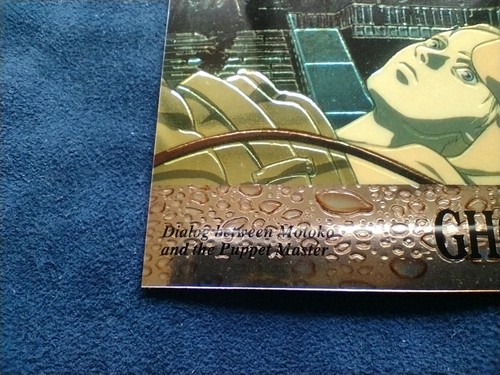 Dialog between Motoko
and the Puppet Master
GH